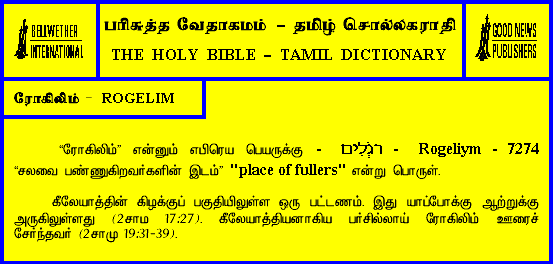 BELLWETHER
INTERNATIONAL
பரிசுத்த வேதாகமம் – தமிழ் சொல்லகராதி
THE HOLY BIBLE – TAMIL DICTIONARY
GOOD NEWS
PUBLISHERS
ரோகிலிம் – ROGELIM
“ரோகிலிம்” என்னும் எபிரெய பெயருக்கு - רֹגְלִים - Rogeliym - 7274
“சலவை பண்ணுகிறவர்களின் இடம்” "place of fullers" என்று பொருள்.
கீலேயாத்தின் கிழக்குப் பகுதியிலுள்ள ஒரு பட்டணம். இது யாப்போக்கு ஆற்றுக்கு
அருகிலுள்ளது (2சாமு 17:27). கீலேயாத்தியனாகிய பர்சில்லாய் ரோகிலிம் ஊரைச்
சேர்ந்தவர் (2சாமு 19:31-39).